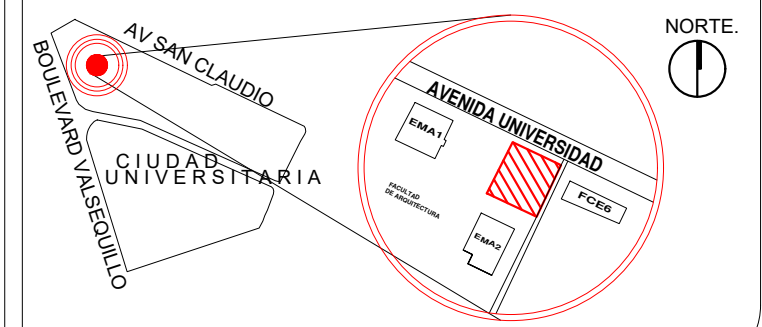 NORTE.
AV SAN CLAUDIO
BOULEVARD VALSEQUILLO
CIUDAD
UNIVERSITARIA
AVENIDA UNIVERSIDAD
EMA1
FACULTAD
DE ARQUITECTURA
FCE6
EMA2